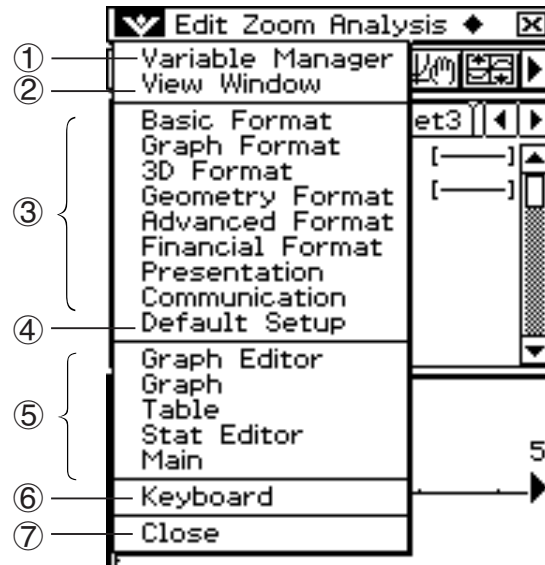 Edit Zoom Analysis ◆
① Variable Manager
② View Window
et3
③ Basic Format
Graph Format
3D Format
Geometry Format
Advanced Format
Financial Format
Presentation
Communication
④ Default Setup
⑤ Graph Editor
Graph
Table
Stat Editor
Main
5
⑥ Keyboard
⑦ Close